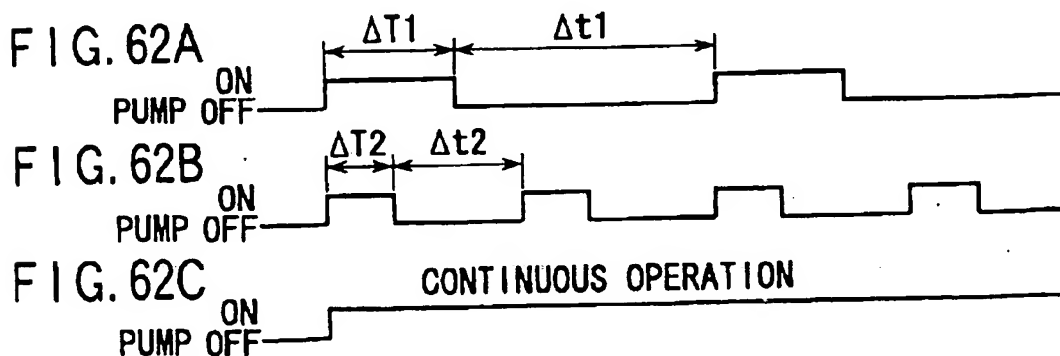 FIG. 62A
ΔT1
Δt1
ON
PUMP OFF
FIG. 62B
ΔT2
Δt2
ON
PUMP OFF
FIG. 62C
CONTINUOUS OPERATION
ON
PUMP OFF